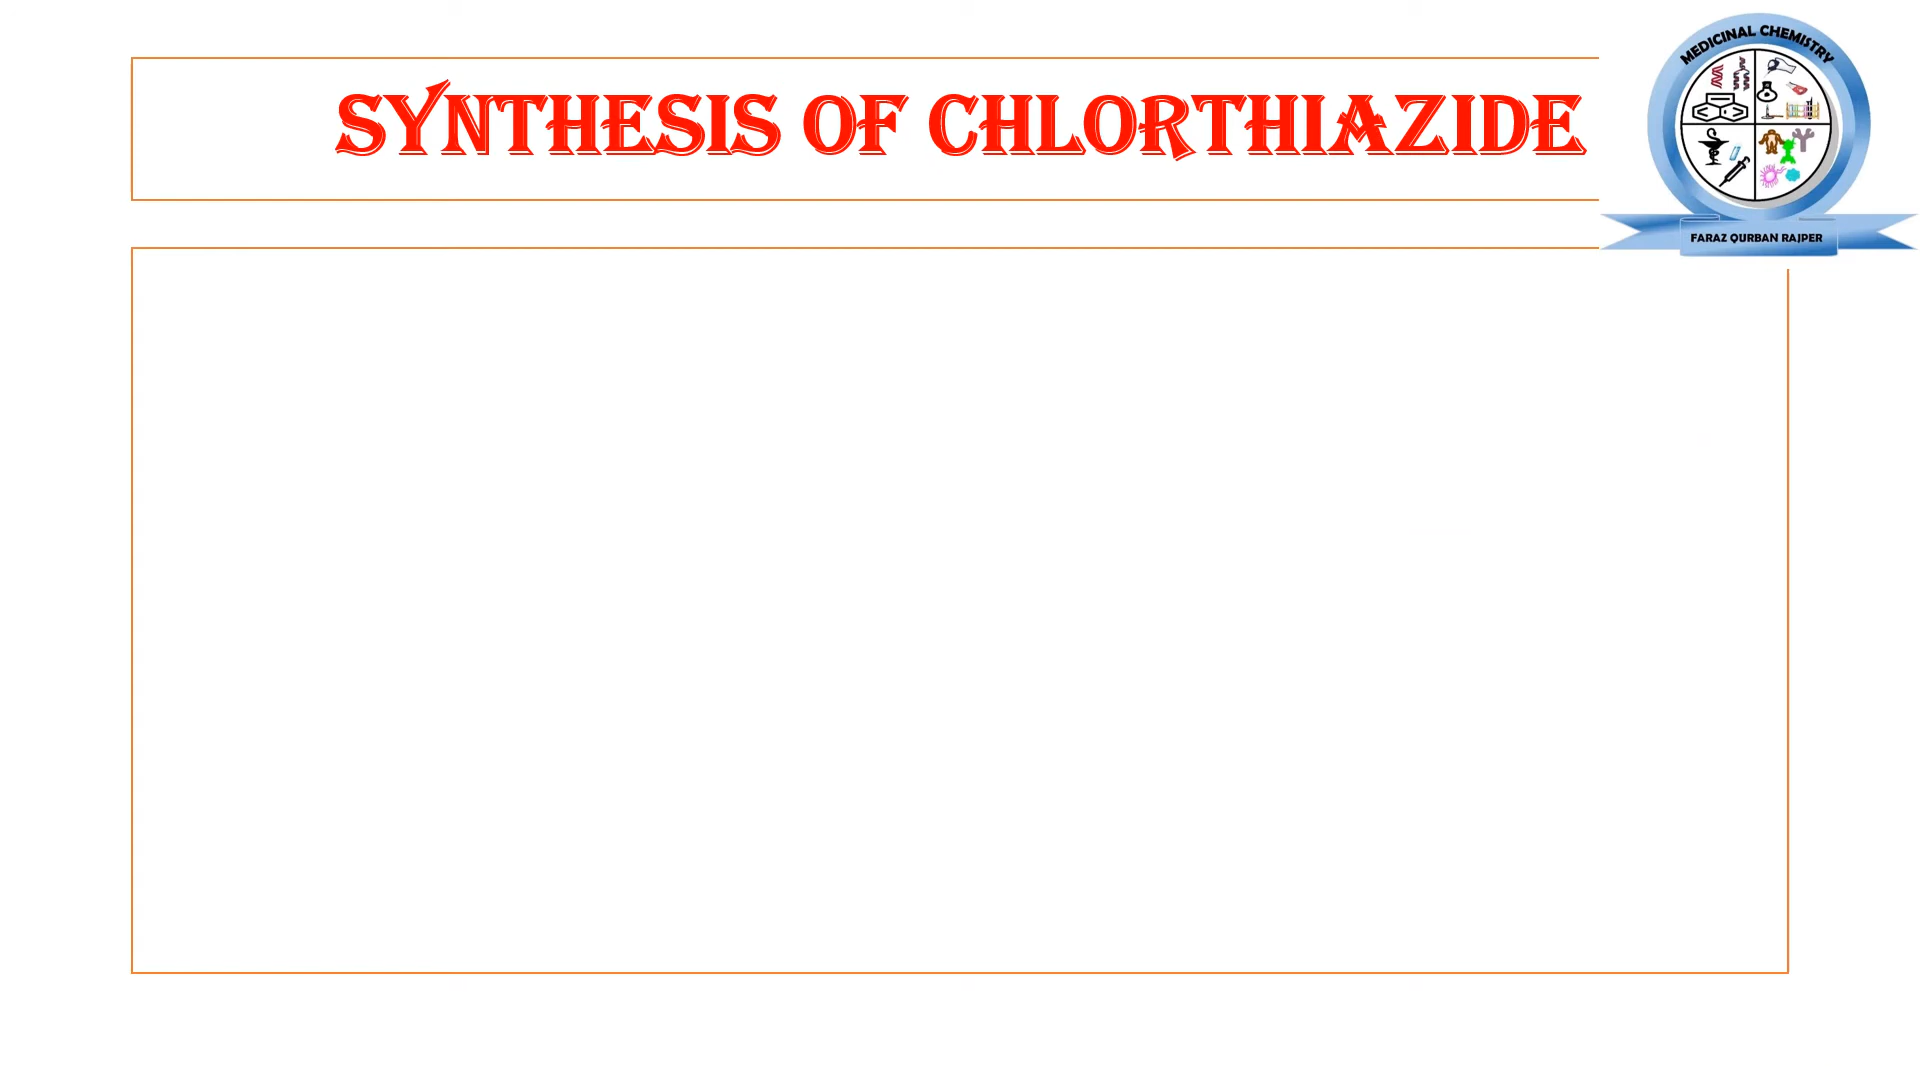 SYNTHESIS OF CHLORTHIAZIDE
MEDICINAL CHEMISTRY
FARAZ QURBAN RAJPER